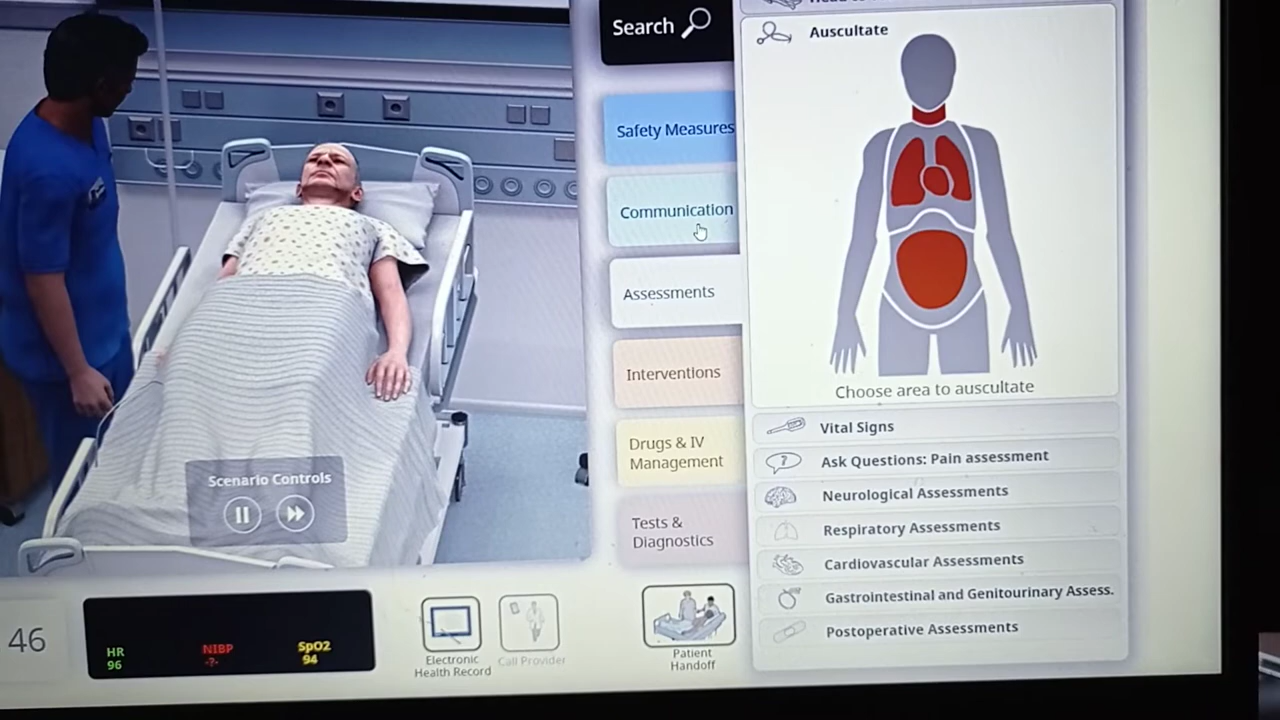 Search
Auscultate
Safety Measures
Communication
Assessments
Interventions
Drugs & IV
Management
Tests &
Diagnostics
Choose area to auscultate
Vital Signs
Ask Questions: Pain assessment
Neurological Assessments
Respiratory Assessments
Cardiovascular Assessments
Gastrointestinal and Genitourinary Assess.
Postoperative Assessments
Scenario Controls
46
HR
96
NIBP
-?-
SpO2
94
Electronic
Health Record
Call Provider
Patient
Handoff